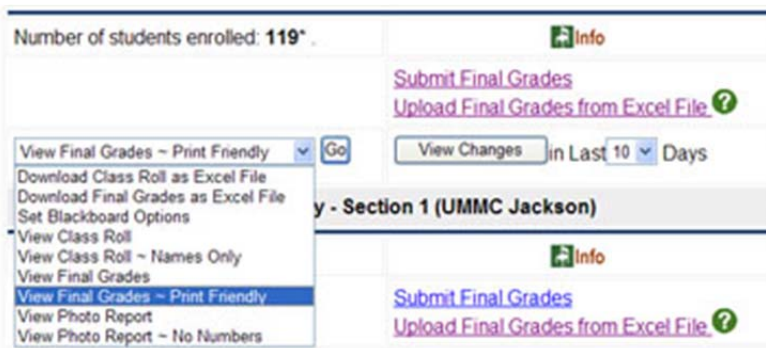 Number of students enrolled: 119* .
Info
Submit Final Grades
Upload Final Grades from Excel File ?
View Final Grades ~ Print Friendly Go
View Changes in Last 10 Days
Download Class Roll as Excel File
Download Final Grades as Excel File
Set Blackboard Options
View Class Roll
View Class Roll ~ Names Only
View Final Grades
View Final Grades ~ Print Friendly
View Photo Report
View Photo Report ~ No Numbers
y - Section 1 (UMMC Jackson)
Info
Submit Final Grades
Upload Final Grades from Excel File ?